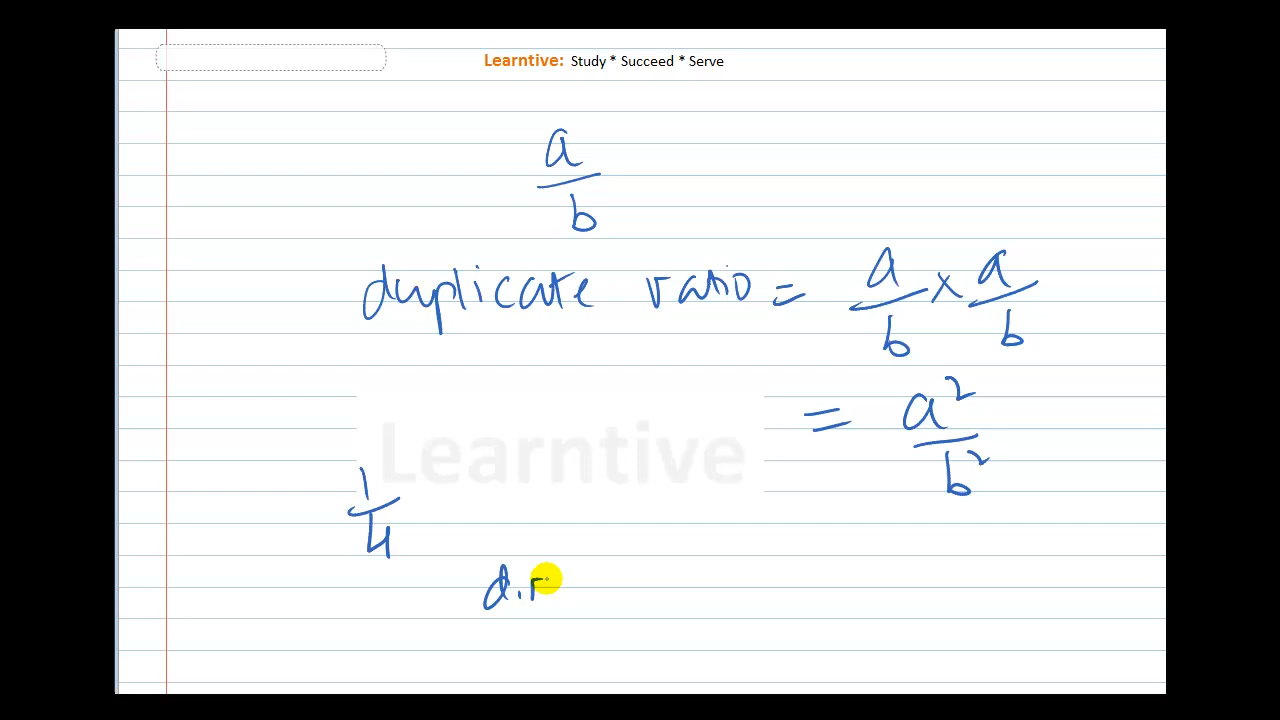 Learntive: Study * Succeed * Serve
a
b
duplicate ratio = a/b × a/b
= a²/b²
Learntive
1/4
d.r